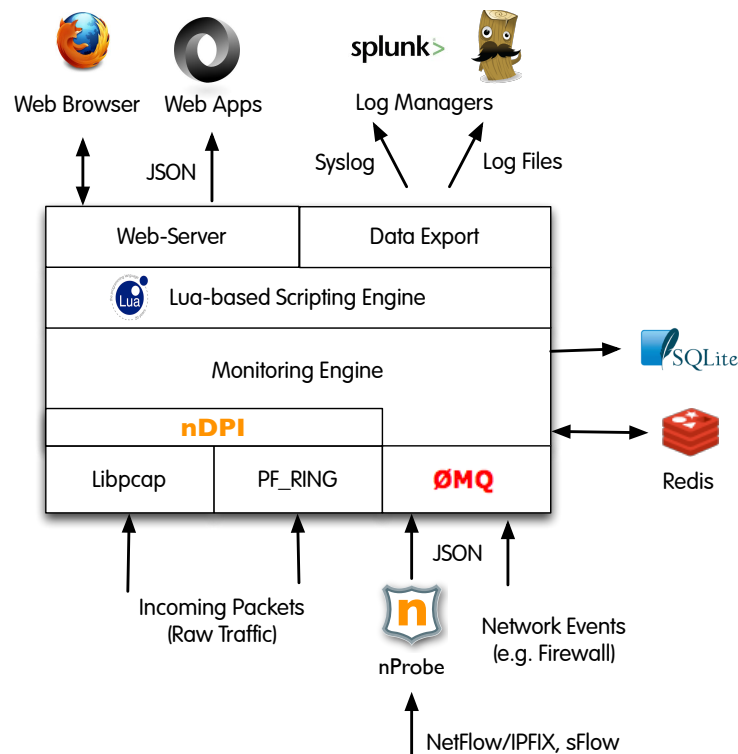 splunk>
Web Browser
Web Apps
Log Managers
JSON
Syslog
Log Files
Web-Server
Data Export
Lua
Lua-based Scripting Engine
Monitoring Engine
SQLite
nDPI
Libpcap
PF_RING
ØMQ
Redis
JSON
Incoming Packets
(Raw Traffic)
n
nProbe
Network Events
(e.g. Firewall)
NetFlow/IPFIX, sFlow